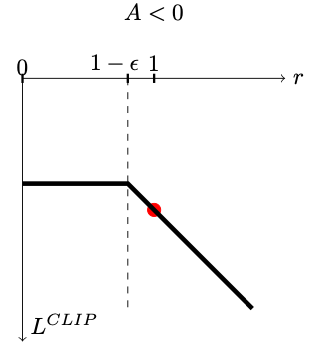 A < 0
0
1 − ϵ
1
r
L^{CLIP}